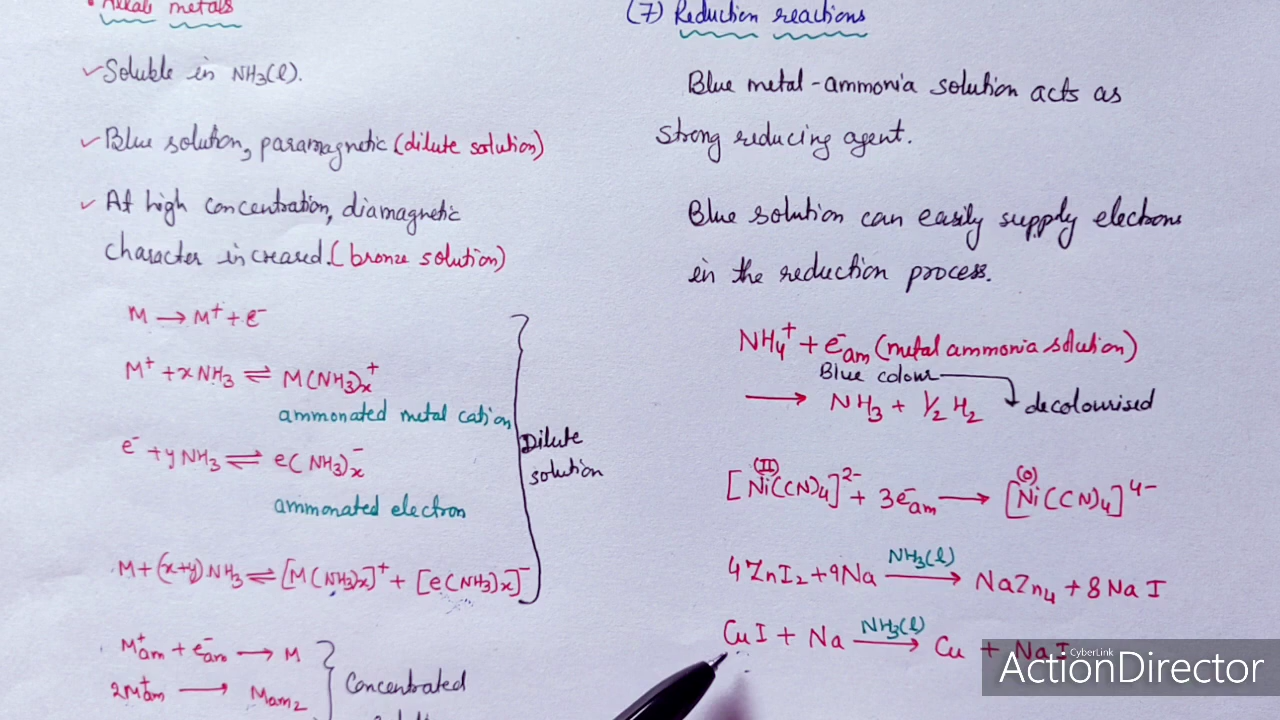 Alkali metals
✓Soluble in NH3(l).
✓Blue solution, paramagnetic (dilute solution)
✓At high concentration, diamagnetic
character increased. (bronze solution)
M → M⁺ + e⁻
M⁺ + xNH₃ ⇌ M(NH₃)ₓ⁺
ammonated metal cation
e⁻ + yNH₃ ⇌ e(NH₃)ₓ⁻
ammonated electron
M + (x+y)NH₃ ⇌ [M(NH₃)x]⁺ + [e(NH₃)x]⁻
Dilute
solution
M⁺am + e⁻am → M
2M⁺am → Mam₂
Concentrated
(7) Reduction reactions
Blue metal-ammonia solution acts as
strong reducing agent.
Blue solution can easily supply electrons
in the reduction process.
NH₄⁺ + e⁻am (metal ammonia solution)
Blue colour
→ NH₃ + ½ H₂ decolourised
(II) (0)
[Ni(CN)₄]²⁻ + 3e⁻am → [Ni(CN)₄]⁴⁻
4ZnI₂ + 9Na NH₃(l) → NaZn₄ + 8NaI
CuI + Na NH₃(l) → Cu + NaI
CyberLink
ActionDirector